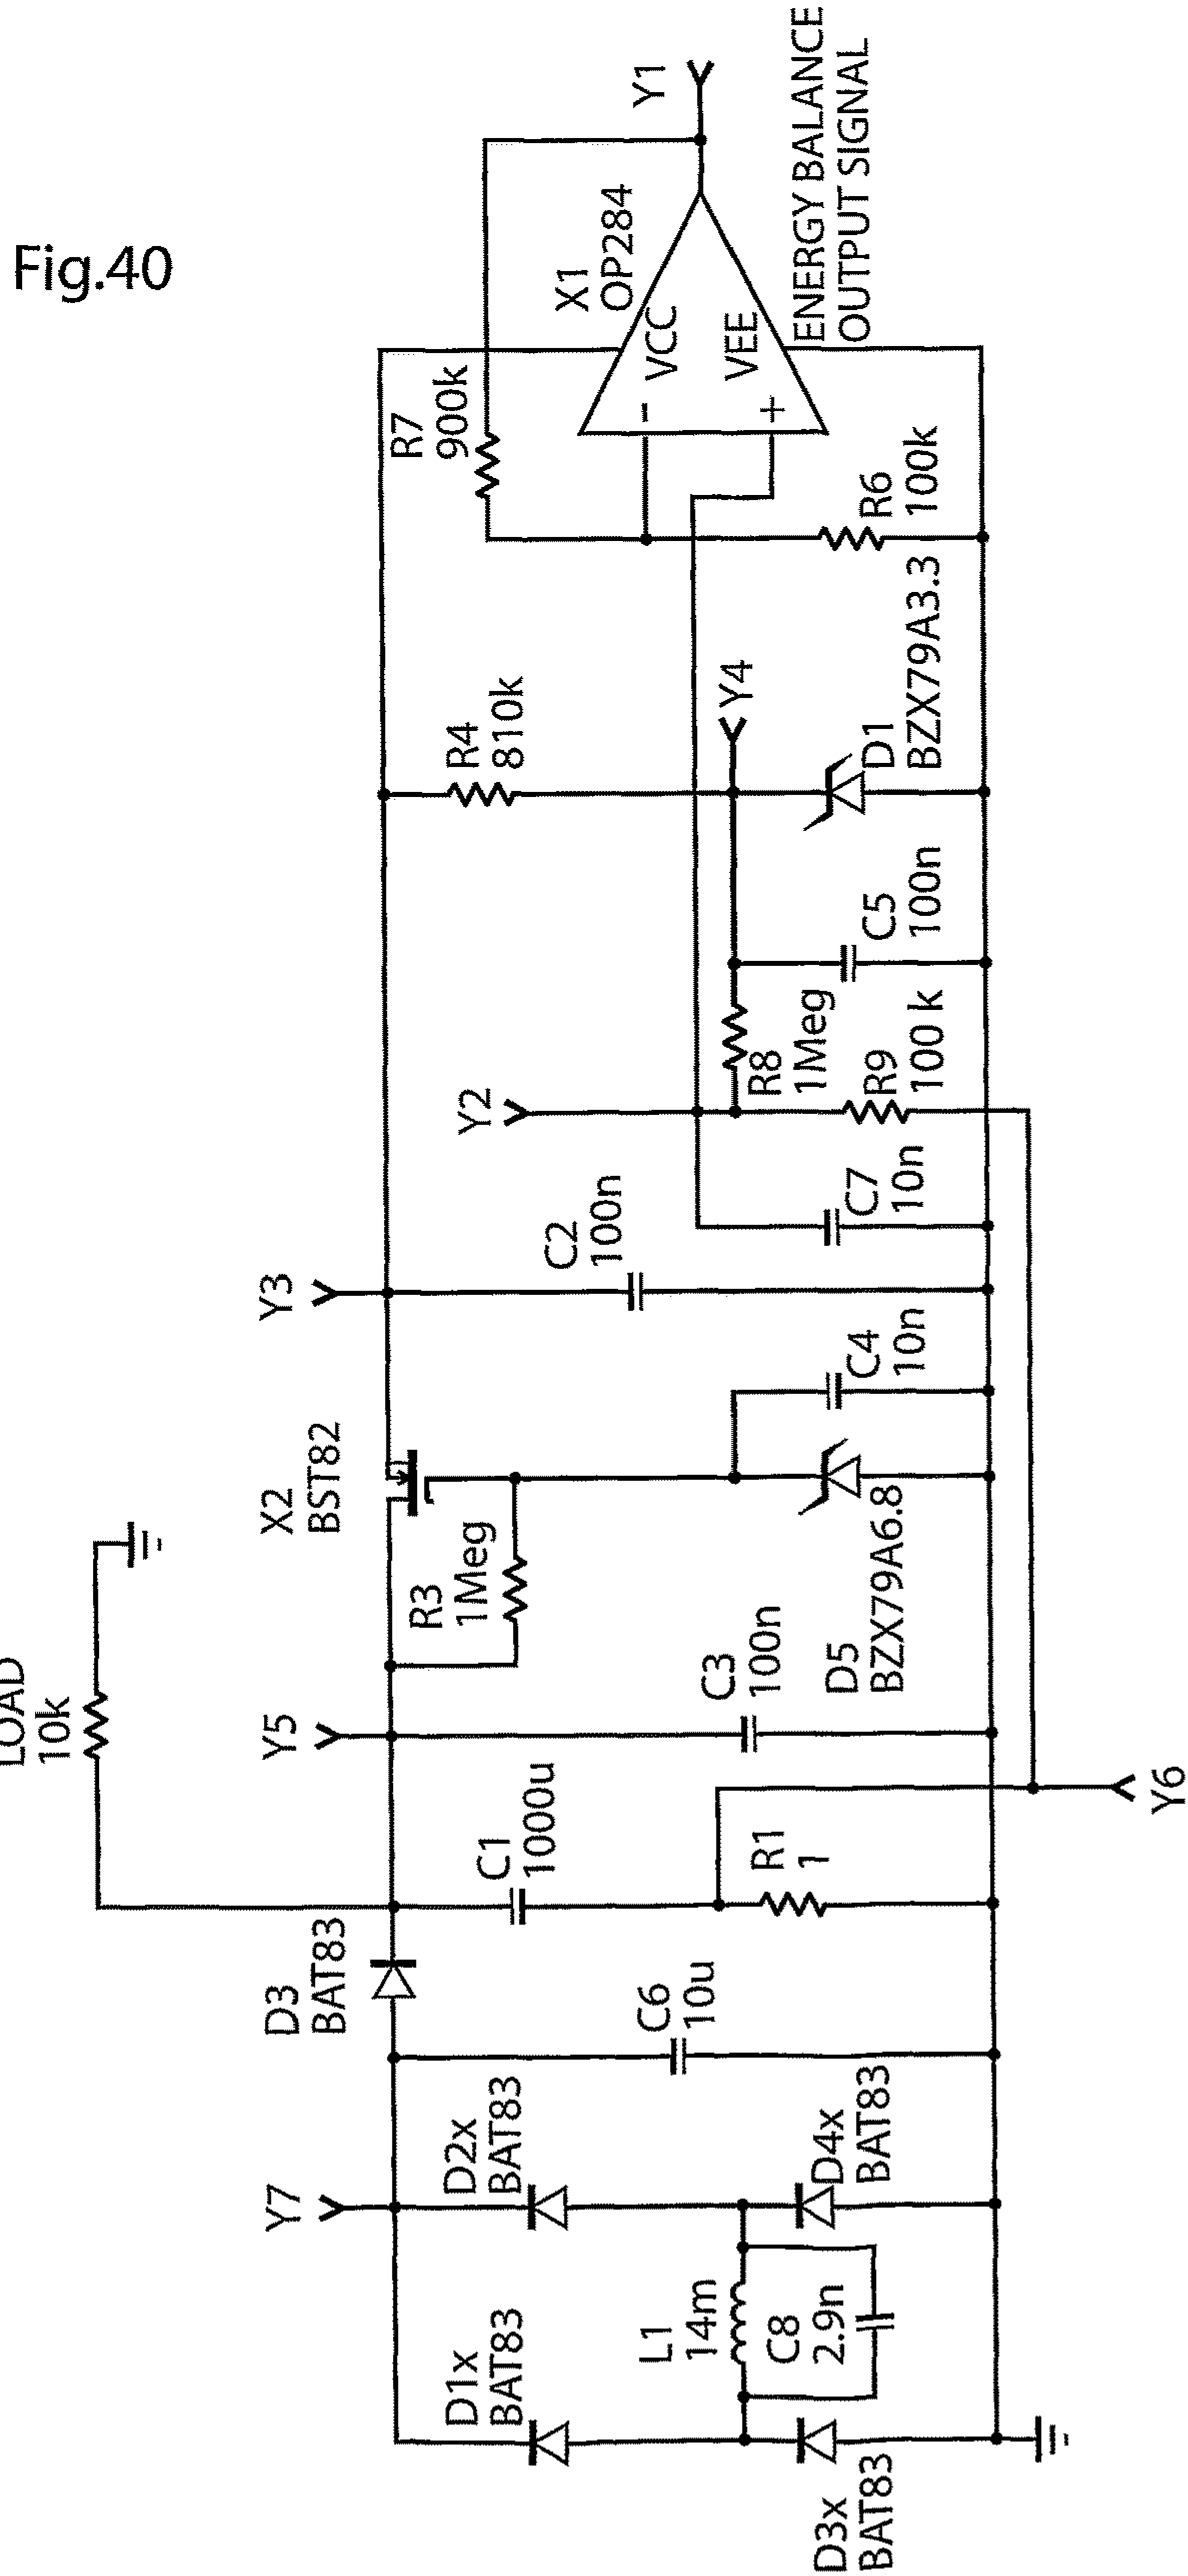 Fig.40
LOAD
10k
D1x
BAT83
D3x
BAT83
L1
14m
C8
2.9n
Y7
D2x
BAT83
D4x
BAT83
C6
10u
D3
BAT83
C1
1000u
R1
1
Y6
Y5
C3
100n
R3
1Meg
X2
BST82
D5
BZX79A6.8
C4
10n
Y3
C2
100n
C7
10n
Y2
R8
1Meg
R9
100 k
C5
100n
R4
810k
Y4
D1
BZX79A3.3
R7
900k
R6
100k
X1
OP284
VCC
VEE
-
+
Y1
ENERGY BALANCE
OUTPUT SIGNAL